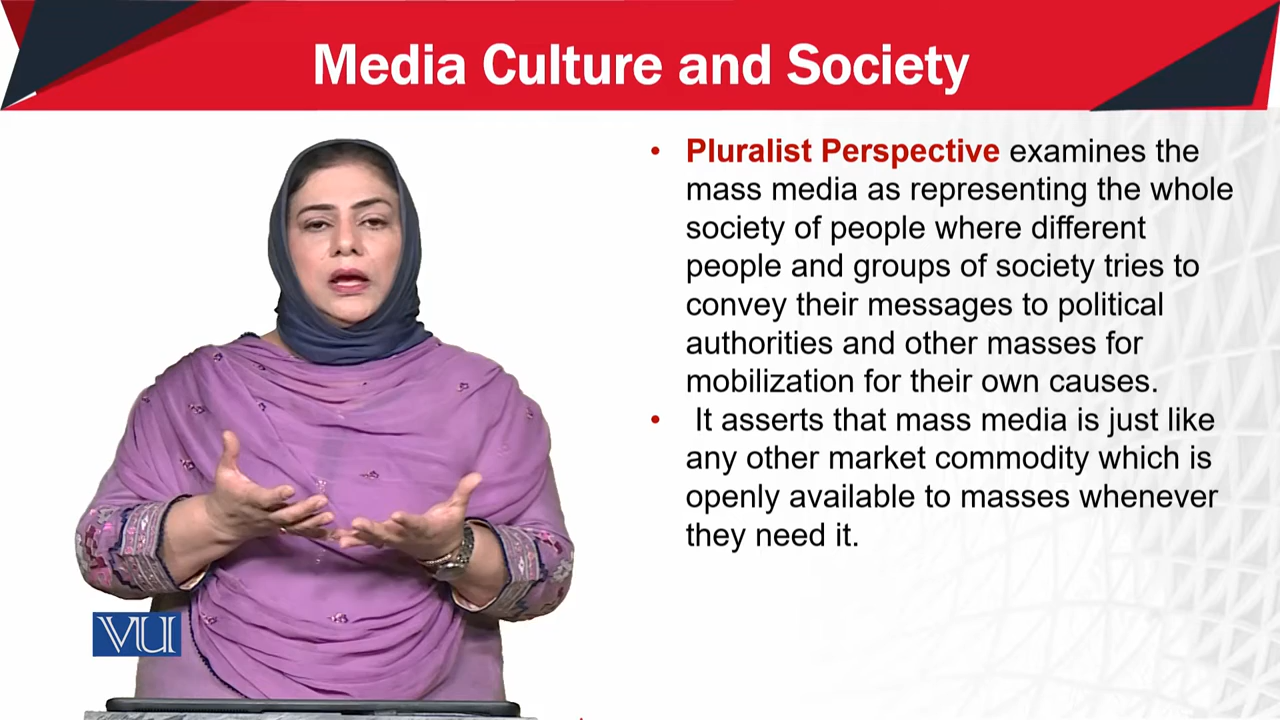 Media Culture and Society
• Pluralist Perspective examines the
mass media as representing the whole
society of people where different
people and groups of society tries to
convey their messages to political
authorities and other masses for
mobilization for their own causes.
• It asserts that mass media is just like
any other market commodity which is
openly available to masses whenever
they need it.
VU